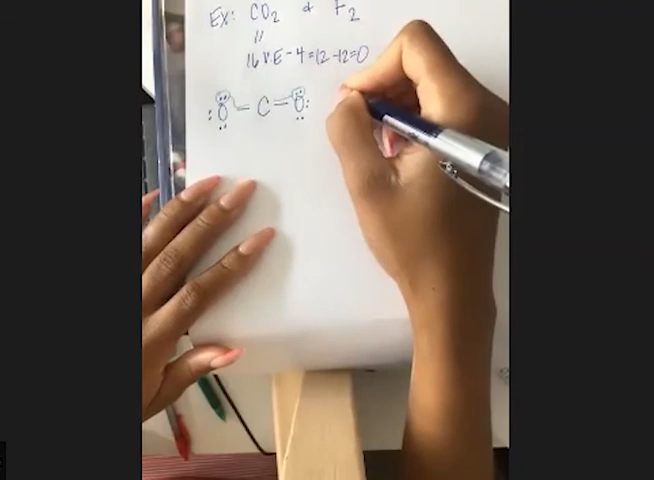 EX: CO2 & F2
"
16 VE - 4 = 12 - 12 = 0
:O = C = O: